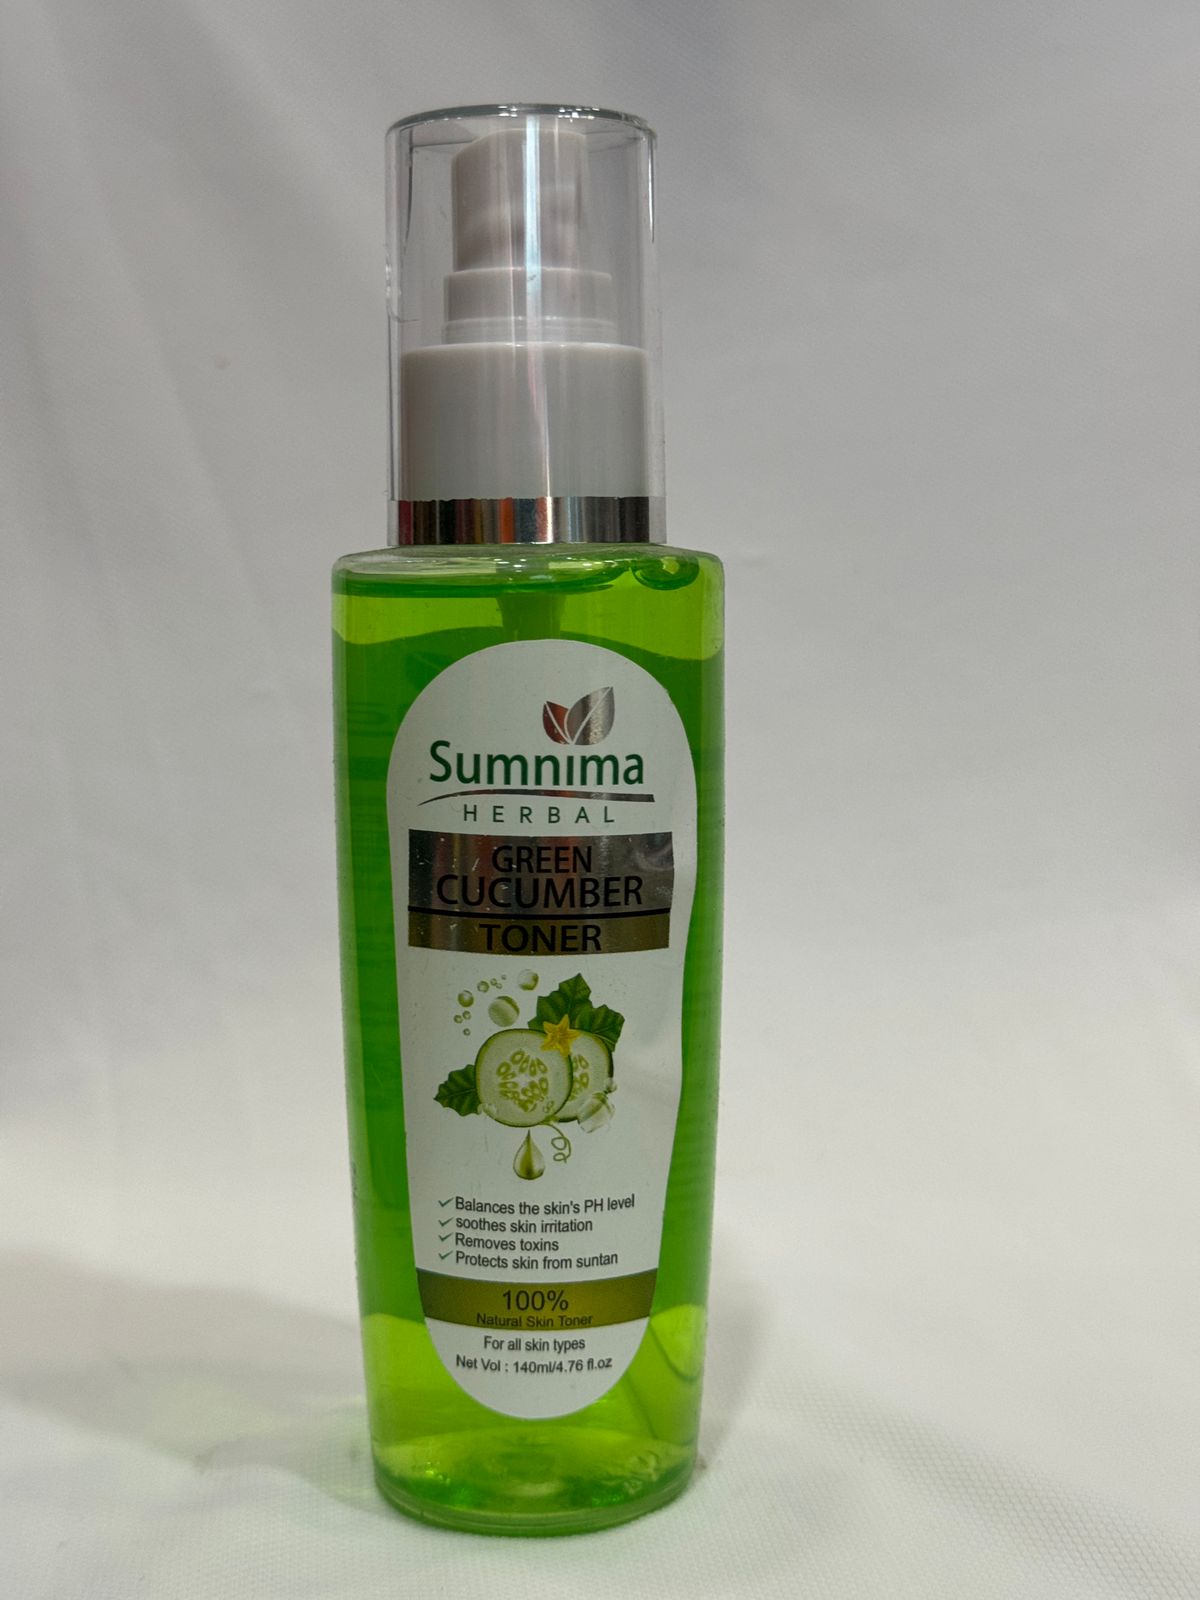 Sumnima
HERBAL
GREEN
CUCUMBER
TONER
Balances the skin's PH level
soothes skin irritation
Removes toxins
Protects skin from suntan
100%
Natural Skin Toner
For all skin types
Net Vol : 140ml/4.76 fl.oz